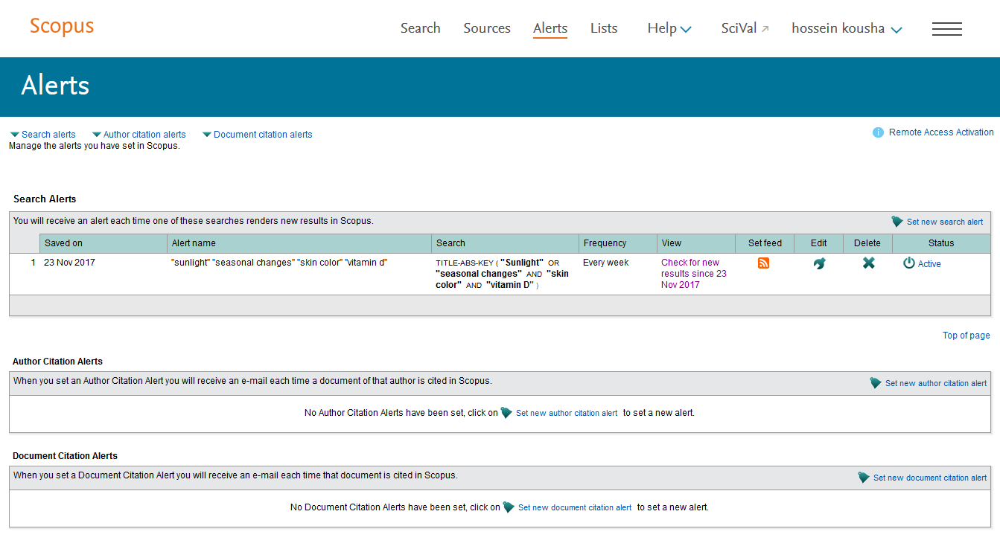 Scopus
Search Sources Alerts Lists Help SciVal hossein kousha
Alerts
Search alerts Author citation alerts Document citation alerts
Remote Access Activation
Manage the alerts you have set in Scopus.
Search Alerts
You will receive an alert each time one of these searches renders new results in Scopus.
Set new search alert
Saved on Alert name Search Frequency View Set feed Edit Delete Status
1 23 Nov 2017 "sunlight" "seasonal changes" "skin color" "vitamin d" TITLE-ABS-KEY ( "Sunlight" OR Every week Check for new Active
"seasonal changes" AND "skin results since 23
color" AND "vitamin D" ) Nov 2017
Top of page
Author Citation Alerts
When you set an Author Citation Alert you will receive an e-mail each time a document of that author is cited in Scopus.
Set new author citation alert
No Author Citation Alerts have been set, click on Set new author citation alert to set a new alert.
Document Citation Alerts
When you set a Document Citation Alert you will receive an e-mail each time that document is cited in Scopus.
Set new document citation alert
No Document Citation Alerts have been set, click on Set new document citation alert to set a new alert.